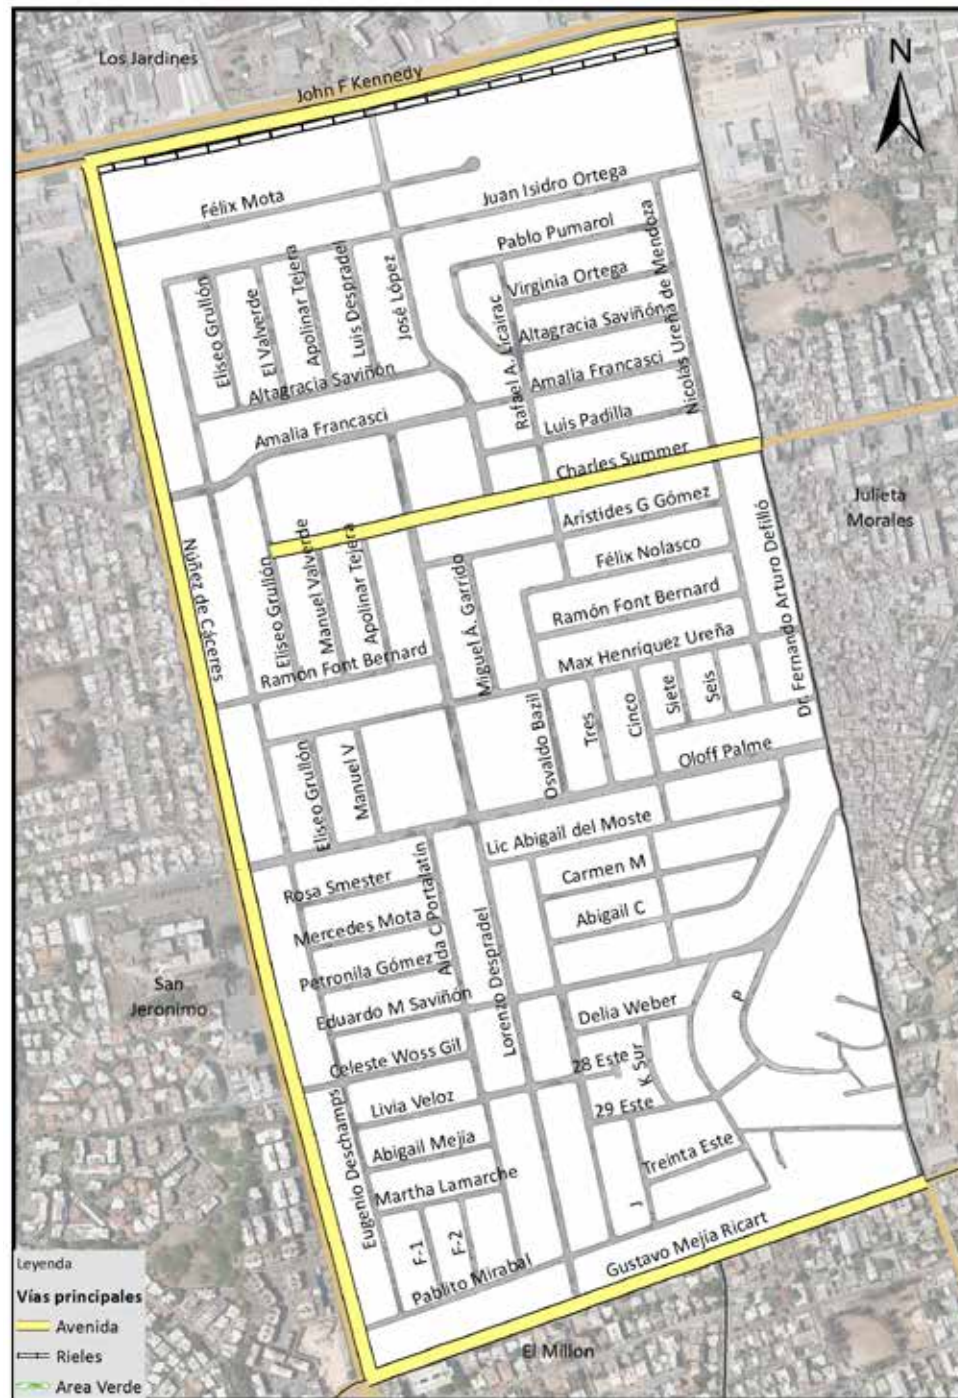 Los Jardines
John F Kennedy
N
Félix Mota
Juan Isidro Ortega
Pablo Pumarol
Virginia Ortega
Altagracia Saviñón
Amalia Francasci
Luis Padilla
Nicolas Ureña de Mendoza
Rafael A. Licairac
Eliseo Grullón
El Valverde
Apolinar Tejera
Luis Despradel
José López
Altagracia Saviñón
Amalia Francasci
Charles Summer
Julieta
Morales
Núñez de Cáceres
Eliseo Grullón
Manuel Valverde
Apolinar Tejera
Miguel Á. Garrido
Arístides G Gómez
Félix Nolasco
Ramón Font Bernard
Max Henríquez Ureña
Dr. Fernando Arturo Defilló
Ramón Font Bernard
Eliseo Grullón
Manuel V
Osvaldo Bazil
Tres
Cinco
Siete
Seis
Oloff Palme
Lic Abigail del Moste
Carmen M
Abigail C
Rosa Smester
Mercedes Mota
Petronila Gómez
Eduardo M Saviñón
Celeste Woss Gil
Aida C Portalatín
Lorenzo Despradel
San
Jeronimo
Delia Weber
P
28 Este
K Sur
29 Este
Treinta Este
J
Livia Veloz
Abigail Mejía
Martha Lamarche
Eugenio Deschamps
F-1
F-2
Pablito Mirabal
Gustavo Mejía Ricart
El Millon
Leyenda
Vías principales
Avenida
Rieles
Area Verde